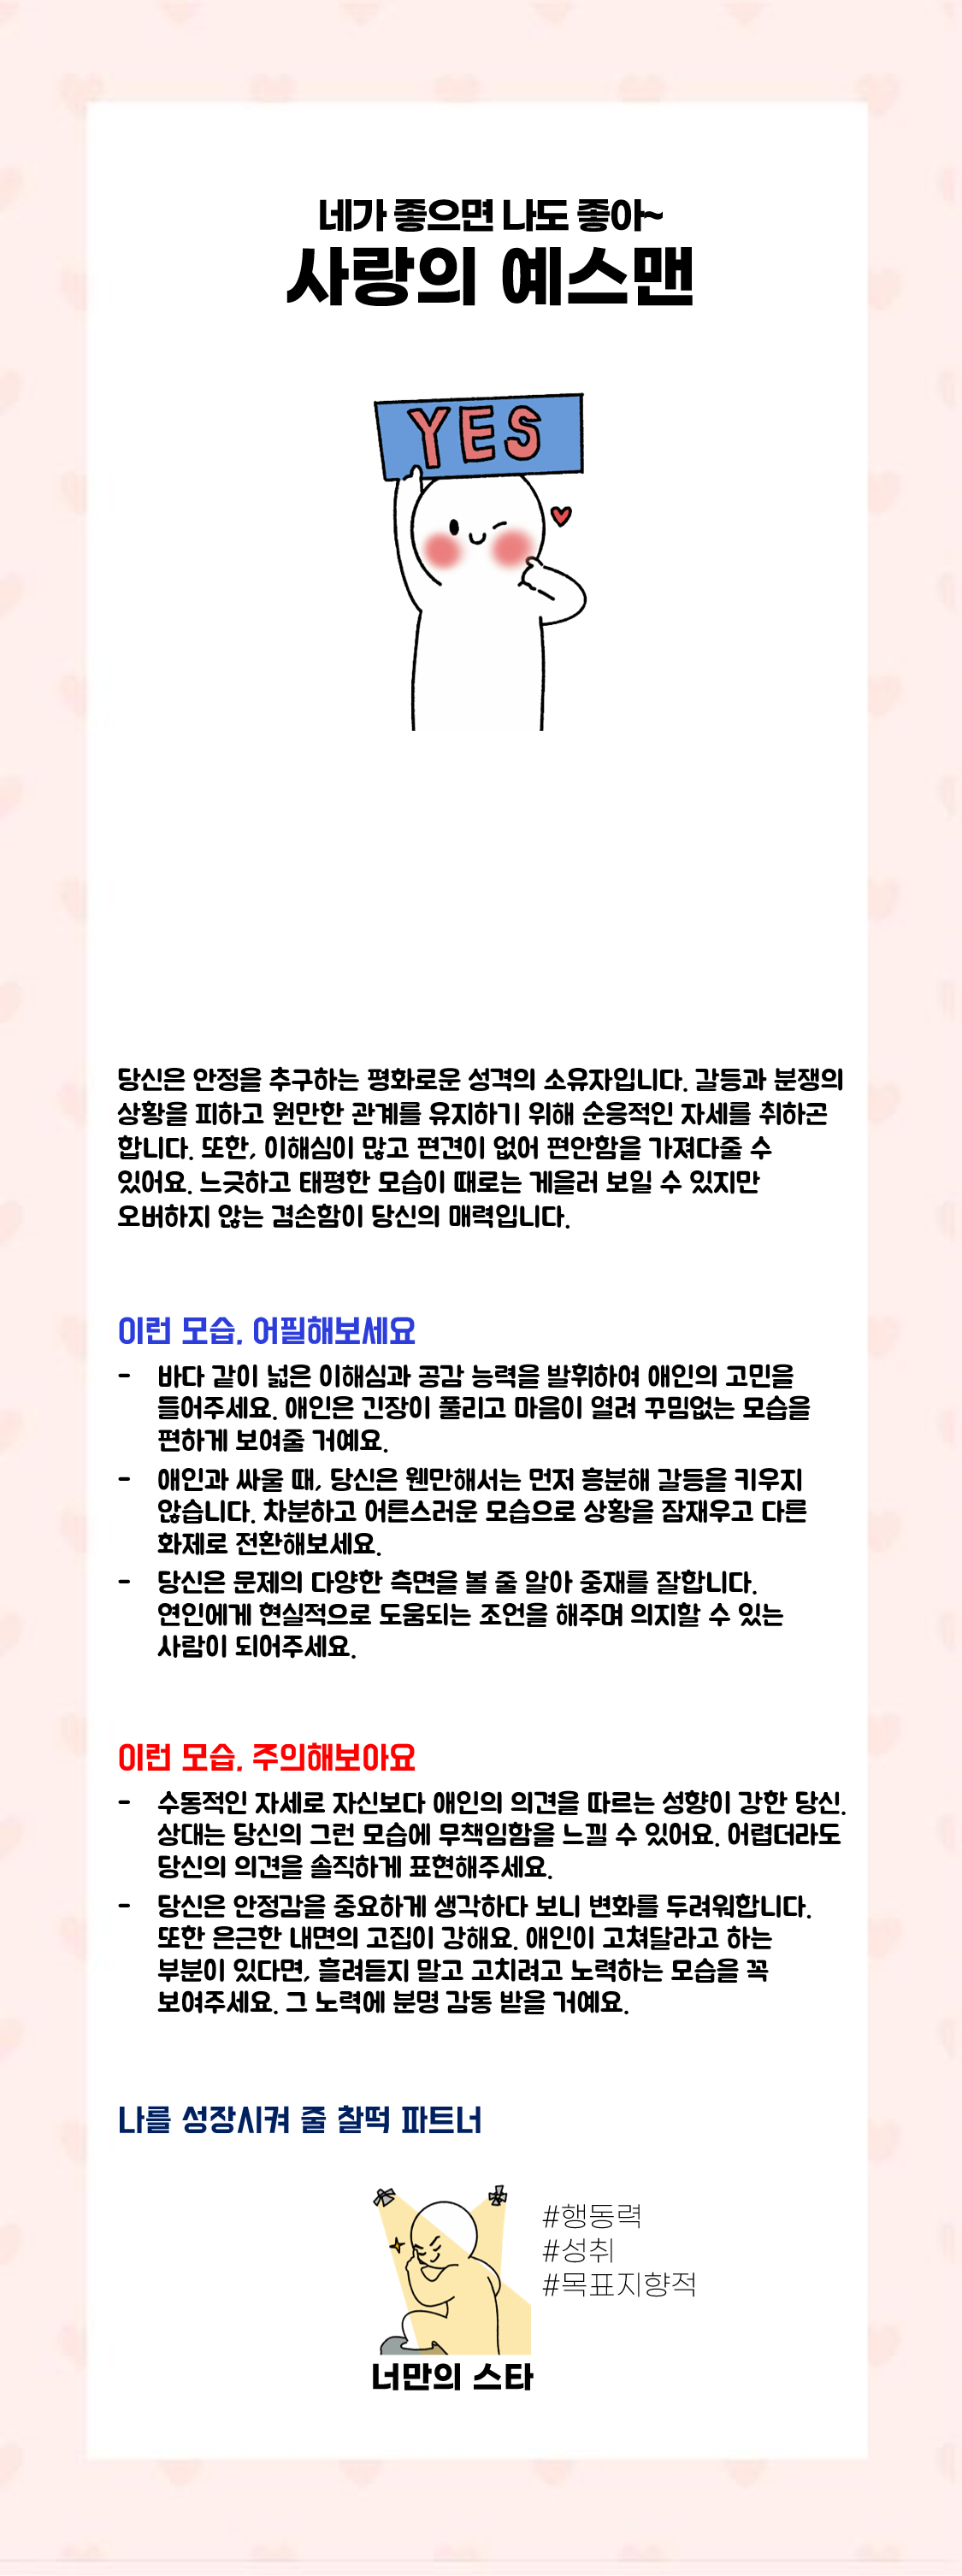 네가 좋으면 나도 좋아~
사랑의 예스맨
YES
당신은 안정을 추구하는 평화로운 성격의 소유자입니다. 갈등과 분쟁의
상황을 피하고 원만한 관계를 유지하기 위해 순응적인 자세를 취하곤
합니다. 또한, 이해심이 많고 편견이 없어 편안함을 가져다줄 수
있어요. 느긋하고 태평한 모습이 때로는 게을러 보일 수 있지만
오버하지 않는 겸손함이 당신의 매력입니다.
이런 모습, 어필해보세요
- 바다 같이 넓은 이해심과 공감 능력을 발휘하여 애인의 고민을
들어주세요. 애인은 긴장이 풀리고 마음이 열려 꾸밈없는 모습을
편하게 보여줄 거예요.
- 애인과 싸울 때, 당신은 웬만해서는 먼저 흥분해 갈등을 키우지
않습니다. 차분하고 어른스러운 모습으로 상황을 잠재우고 다른
화제로 전환해보세요.
- 당신은 문제의 다양한 측면을 볼 줄 알아 중재를 잘합니다.
연인에게 현실적으로 도움되는 조언을 해주며 의지할 수 있는
사람이 되어주세요.
이런 모습, 주의해보아요
- 수동적인 자세로 자신보다 애인의 의견을 따르는 성향이 강한 당신.
상대는 당신의 그런 모습에 무책임함을 느낄 수 있어요. 어렵더라도
당신의 의견을 솔직하게 표현해주세요.
- 당신은 안정감을 중요하게 생각하다 보니 변화를 두려워합니다.
또한 은근한 내면의 고집이 강해요. 애인이 고쳐달라고 하는
부분이 있다면, 흘려듣지 말고 고치려고 노력하는 모습을 꼭
보여주세요. 그 노력에 분명 감동 받을 거예요.
나를 성장시켜 줄 찰떡 파트너
#행동력
#성취
#목표지향적
너만의 스타